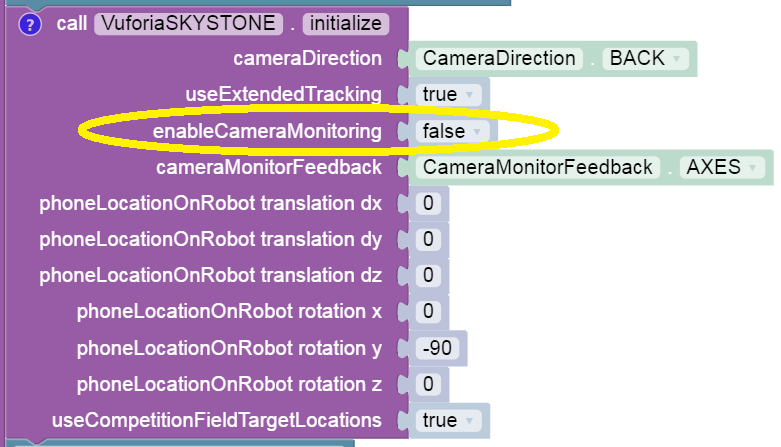 ? call VuforiaSKYSTONE . initialize
cameraDirection CameraDirection . BACK
useExtendedTracking true
enableCameraMonitoring false
cameraMonitorFeedback CameraMonitorFeedback . AXES
phoneLocationOnRobot translation dx 0
phoneLocationOnRobot translation dy 0
phoneLocationOnRobot translation dz 0
phoneLocationOnRobot rotation x 0
phoneLocationOnRobot rotation y -90
phoneLocationOnRobot rotation z 0
useCompetitionFieldTargetLocations true